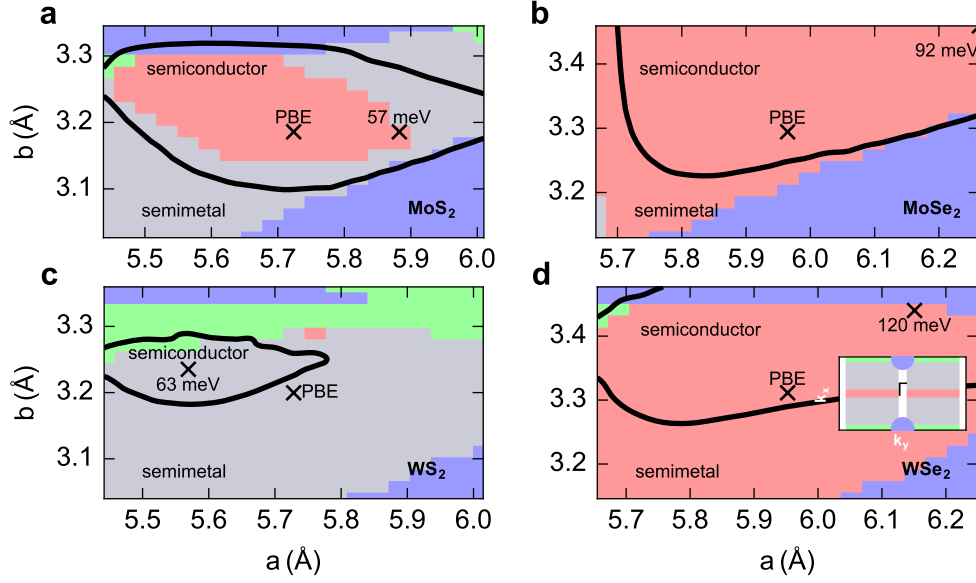 a
b (Å)
3.3
3.2
3.1
semiconductor
PBE
57 meV
semimetal
MoS2
5.5 5.6 5.7 5.8 5.9 6.0
b
3.4
3.3
3.2
92 meV
semiconductor
PBE
semimetal
MoSe2
5.7 5.8 5.9 6.0 6.1 6.2
c
b (Å)
3.3
3.2
3.1
semiconductor
63 meV
PBE
semimetal
WS2
5.5 5.6 5.7 5.8 5.9 6.0
a (Å)
d
3.4
3.3
3.2
semiconductor
120 meV
PBE
kx
Γ
ky
semimetal
WSe2
5.7 5.8 5.9 6.0 6.1 6.2
a (Å)